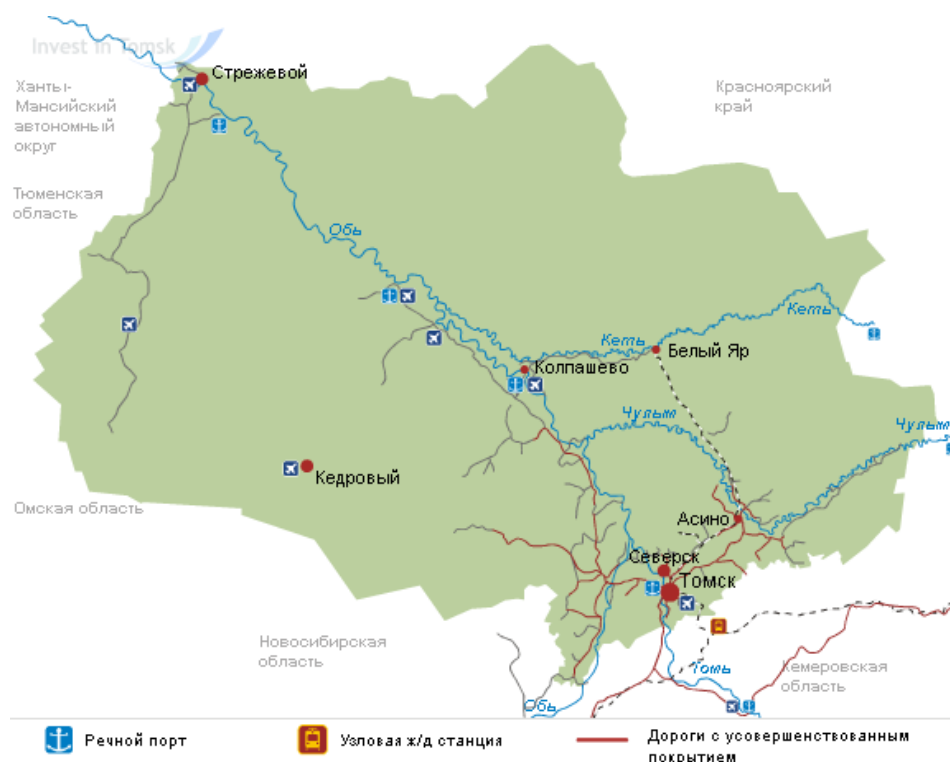 Invest in Tomsk
Стрежевой
Ханты-
Мансийский
автономный
округ
Красноярский
край
Тюменская
область
Обь
Кеть
Кеть
Белый Яр
Колпашево
Чулым
Чулым
Кедровый
Омская область
Асино
Северск
Томск
Новосибирская
область
Томь
Кемеровская
область
Обь
Речной порт
Узловая ж/д станция
Дороги с усовершенствованным
покрытием